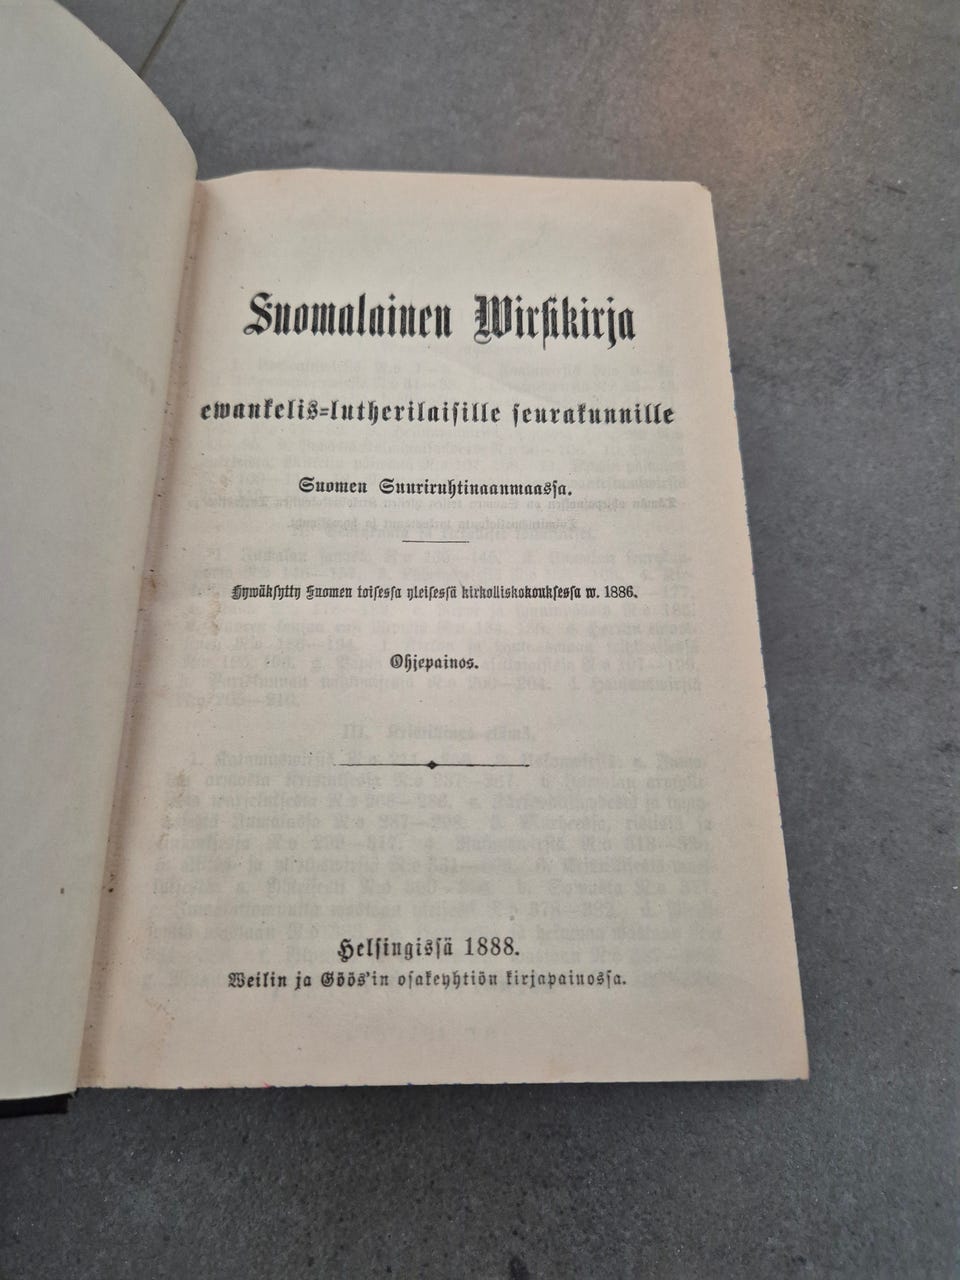 Suomalainen Wirsikirja
ewankelis=lutherilaisille seurakunnille
Suomen Suuriruhtinaanmaassa.
Hywäksytty Suomen toisessa yleisessä kirkolliskokouksessa w. 1886.
Ohjepainos.
Helsingissä 1888.
Weilin ja Göös'in osakeyhtiön kirjapainossa.